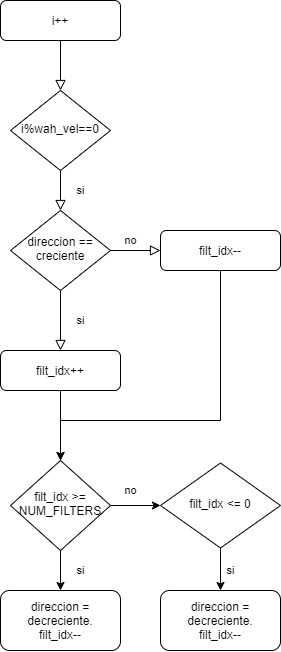 i++
i%wah_vel==0
si
direccion ==
creciente
no
filt_idx--
si
filt_idx++
filt_idx >=
NUM_FILTERS
no
filt_idx <= 0
si
si
direccion =
decreciente.
filt_idx--
direccion =
decreciente.
filt_idx--